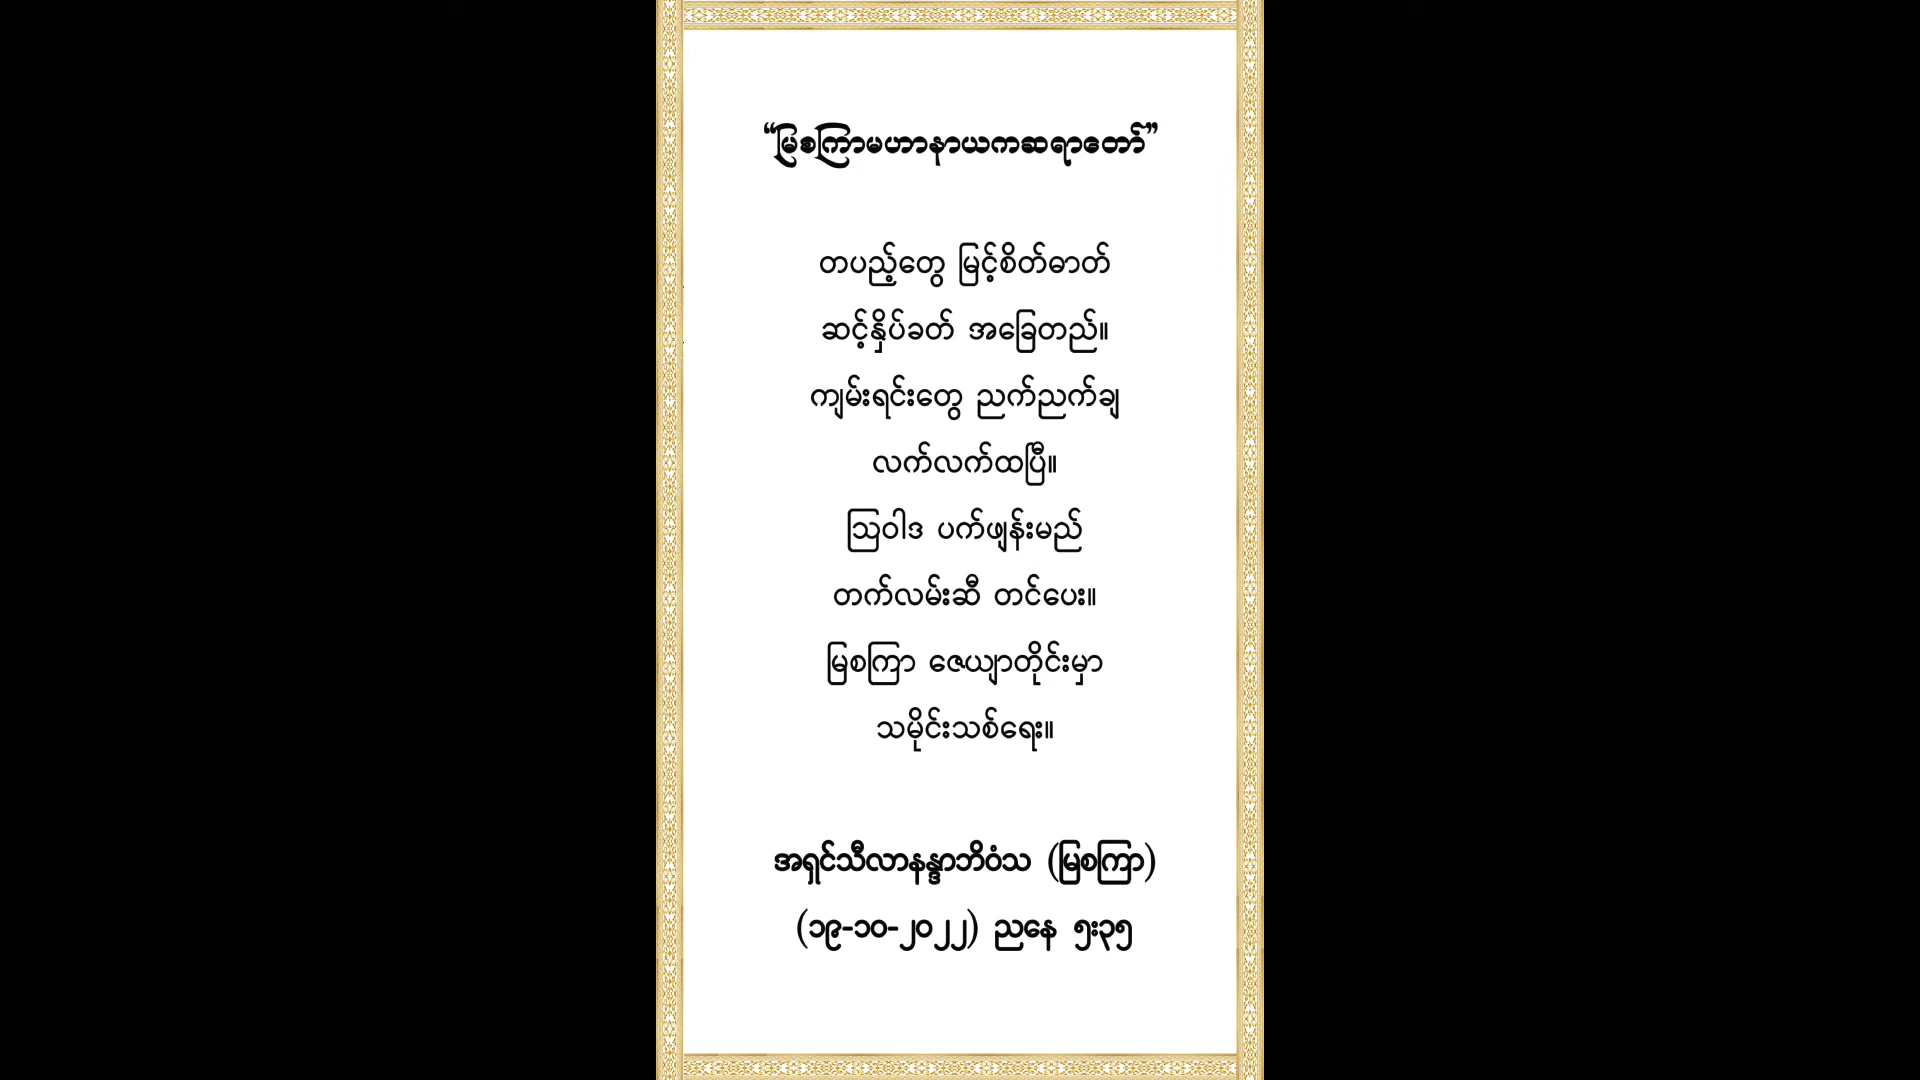 “မြစကြာမဟာနာယကဆရာတော်”
တပည့်တွေ မြင့်စိတ်ဓာတ်
ဆင့်နှိပ်ခတ် အခြေတည်။
ကျမ်းရင်းတွေ ညက်ညက်ချ
လက်လက်ထပြီ။
ဩဝါဒ ပက်ဖျန်းမည်
တက်လမ်းဆီ တင်ပေး။
မြစကြာ ဇေယျာတိုင်းမှာ
သမိုင်းသစ်ရေး။
အရှင်သီလာနန္ဒာဘိဝံသ (မြစကြာ)
(၁၉-၁၀-၂၀၂၂) ညနေ ၅း၃၅